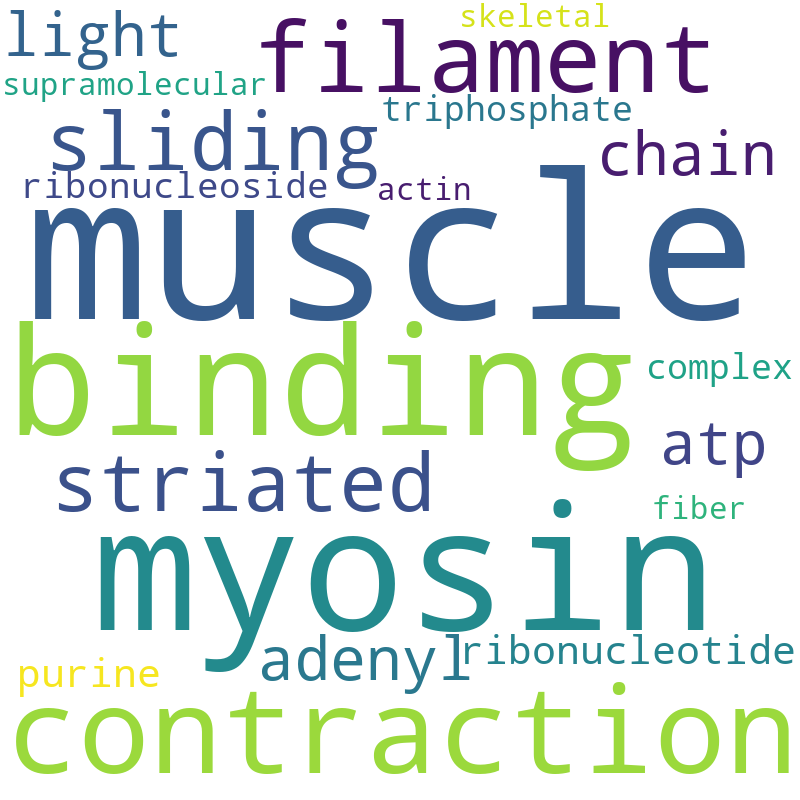 skeletal
light
filament
supramolecular
triphosphate
sliding
chain
ribonucleoside
actin
muscle
binding
complex
striated
atp
fiber
myosin
adenyl
ribonucleotide
purine
contraction